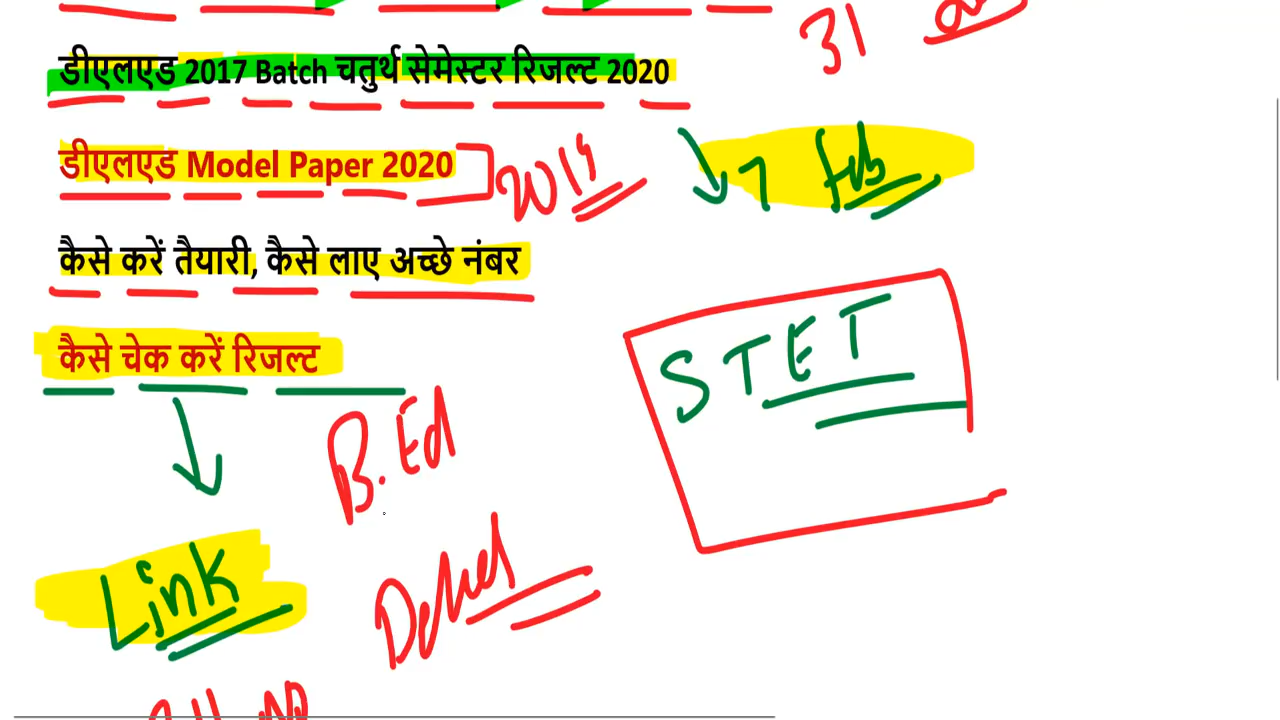 31
डीएलएड 2017 Batch चतुर्थ सेमेस्टर रिजल्ट 2020
डीएलएड Model Paper 2020
2019
7 Feb
कैसे करें तैयारी, कैसे लाए अच्छे नंबर
STET
कैसे चेक करें रिजल्ट
B.Ed
Link